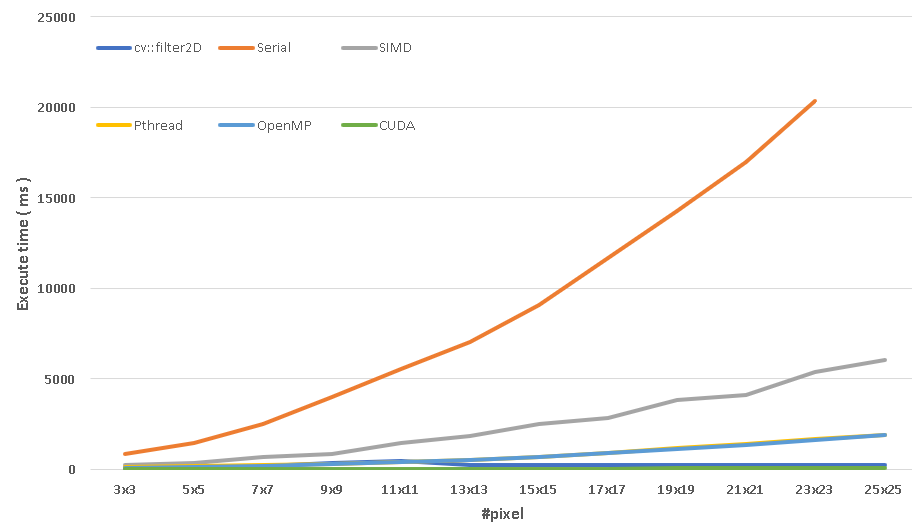 25000
cv::filter2D Serial SIMD
20000
Pthread OpenMP CUDA
15000
Execute time ( ms )
10000
5000
0
3x3 5x5 7x7 9x9 11x11 13x13 15x15 17x17 19x19 21x21 23x23 25x25
#pixel